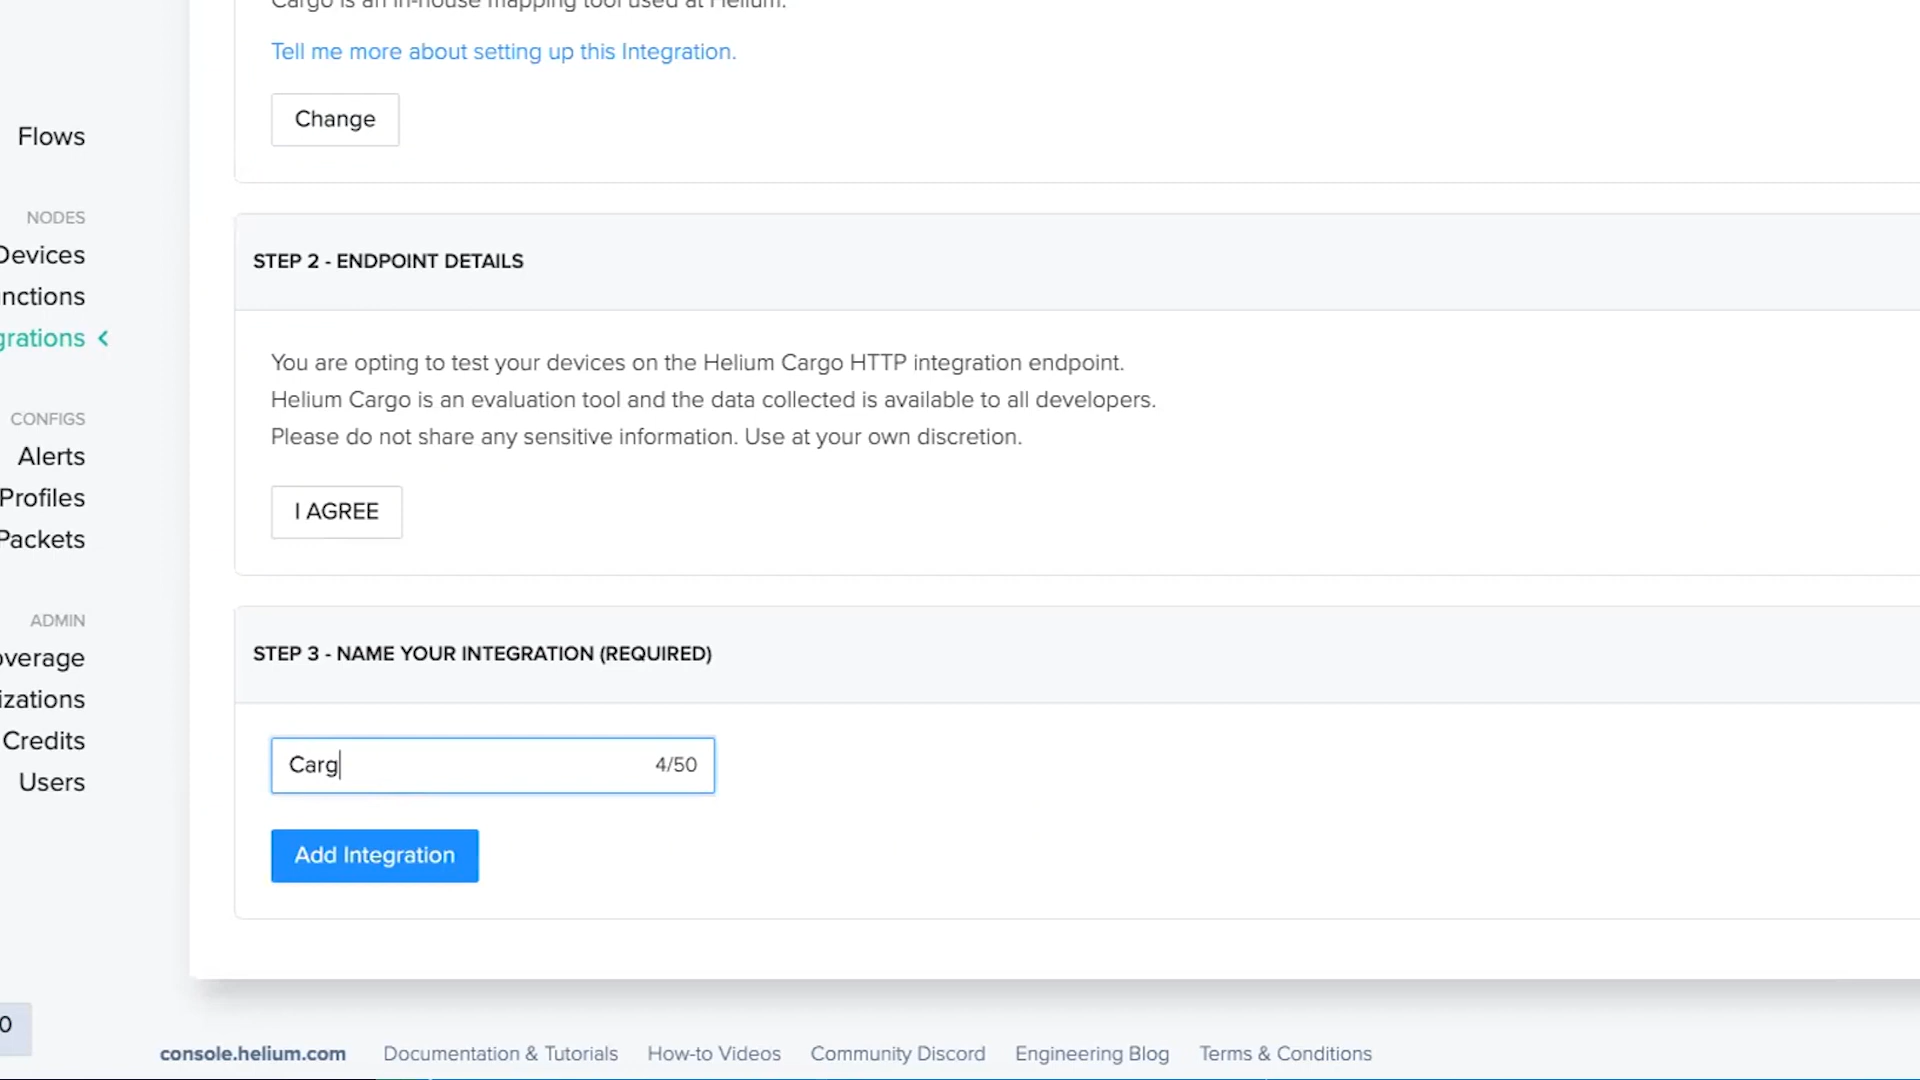 Cargo is an in-house mapping tool used at Helium.
Tell me more about setting up this Integration.
Change
Flows
NODES
Devices
nctions
grations
CONFIGS
Alerts
Profiles
Packets
ADMIN
overage
izations
Credits
Users
STEP 2 - ENDPOINT DETAILS
You are opting to test your devices on the Helium Cargo HTTP integration endpoint.
Helium Cargo is an evaluation tool and the data collected is available to all developers.
Please do not share any sensitive information. Use at your own discretion.
I AGREE
STEP 3 - NAME YOUR INTEGRATION (REQUIRED)
Carg 4/50
Add Integration
0
console.helium.com Documentation & Tutorials How-to Videos Community Discord Engineering Blog Terms & Conditions